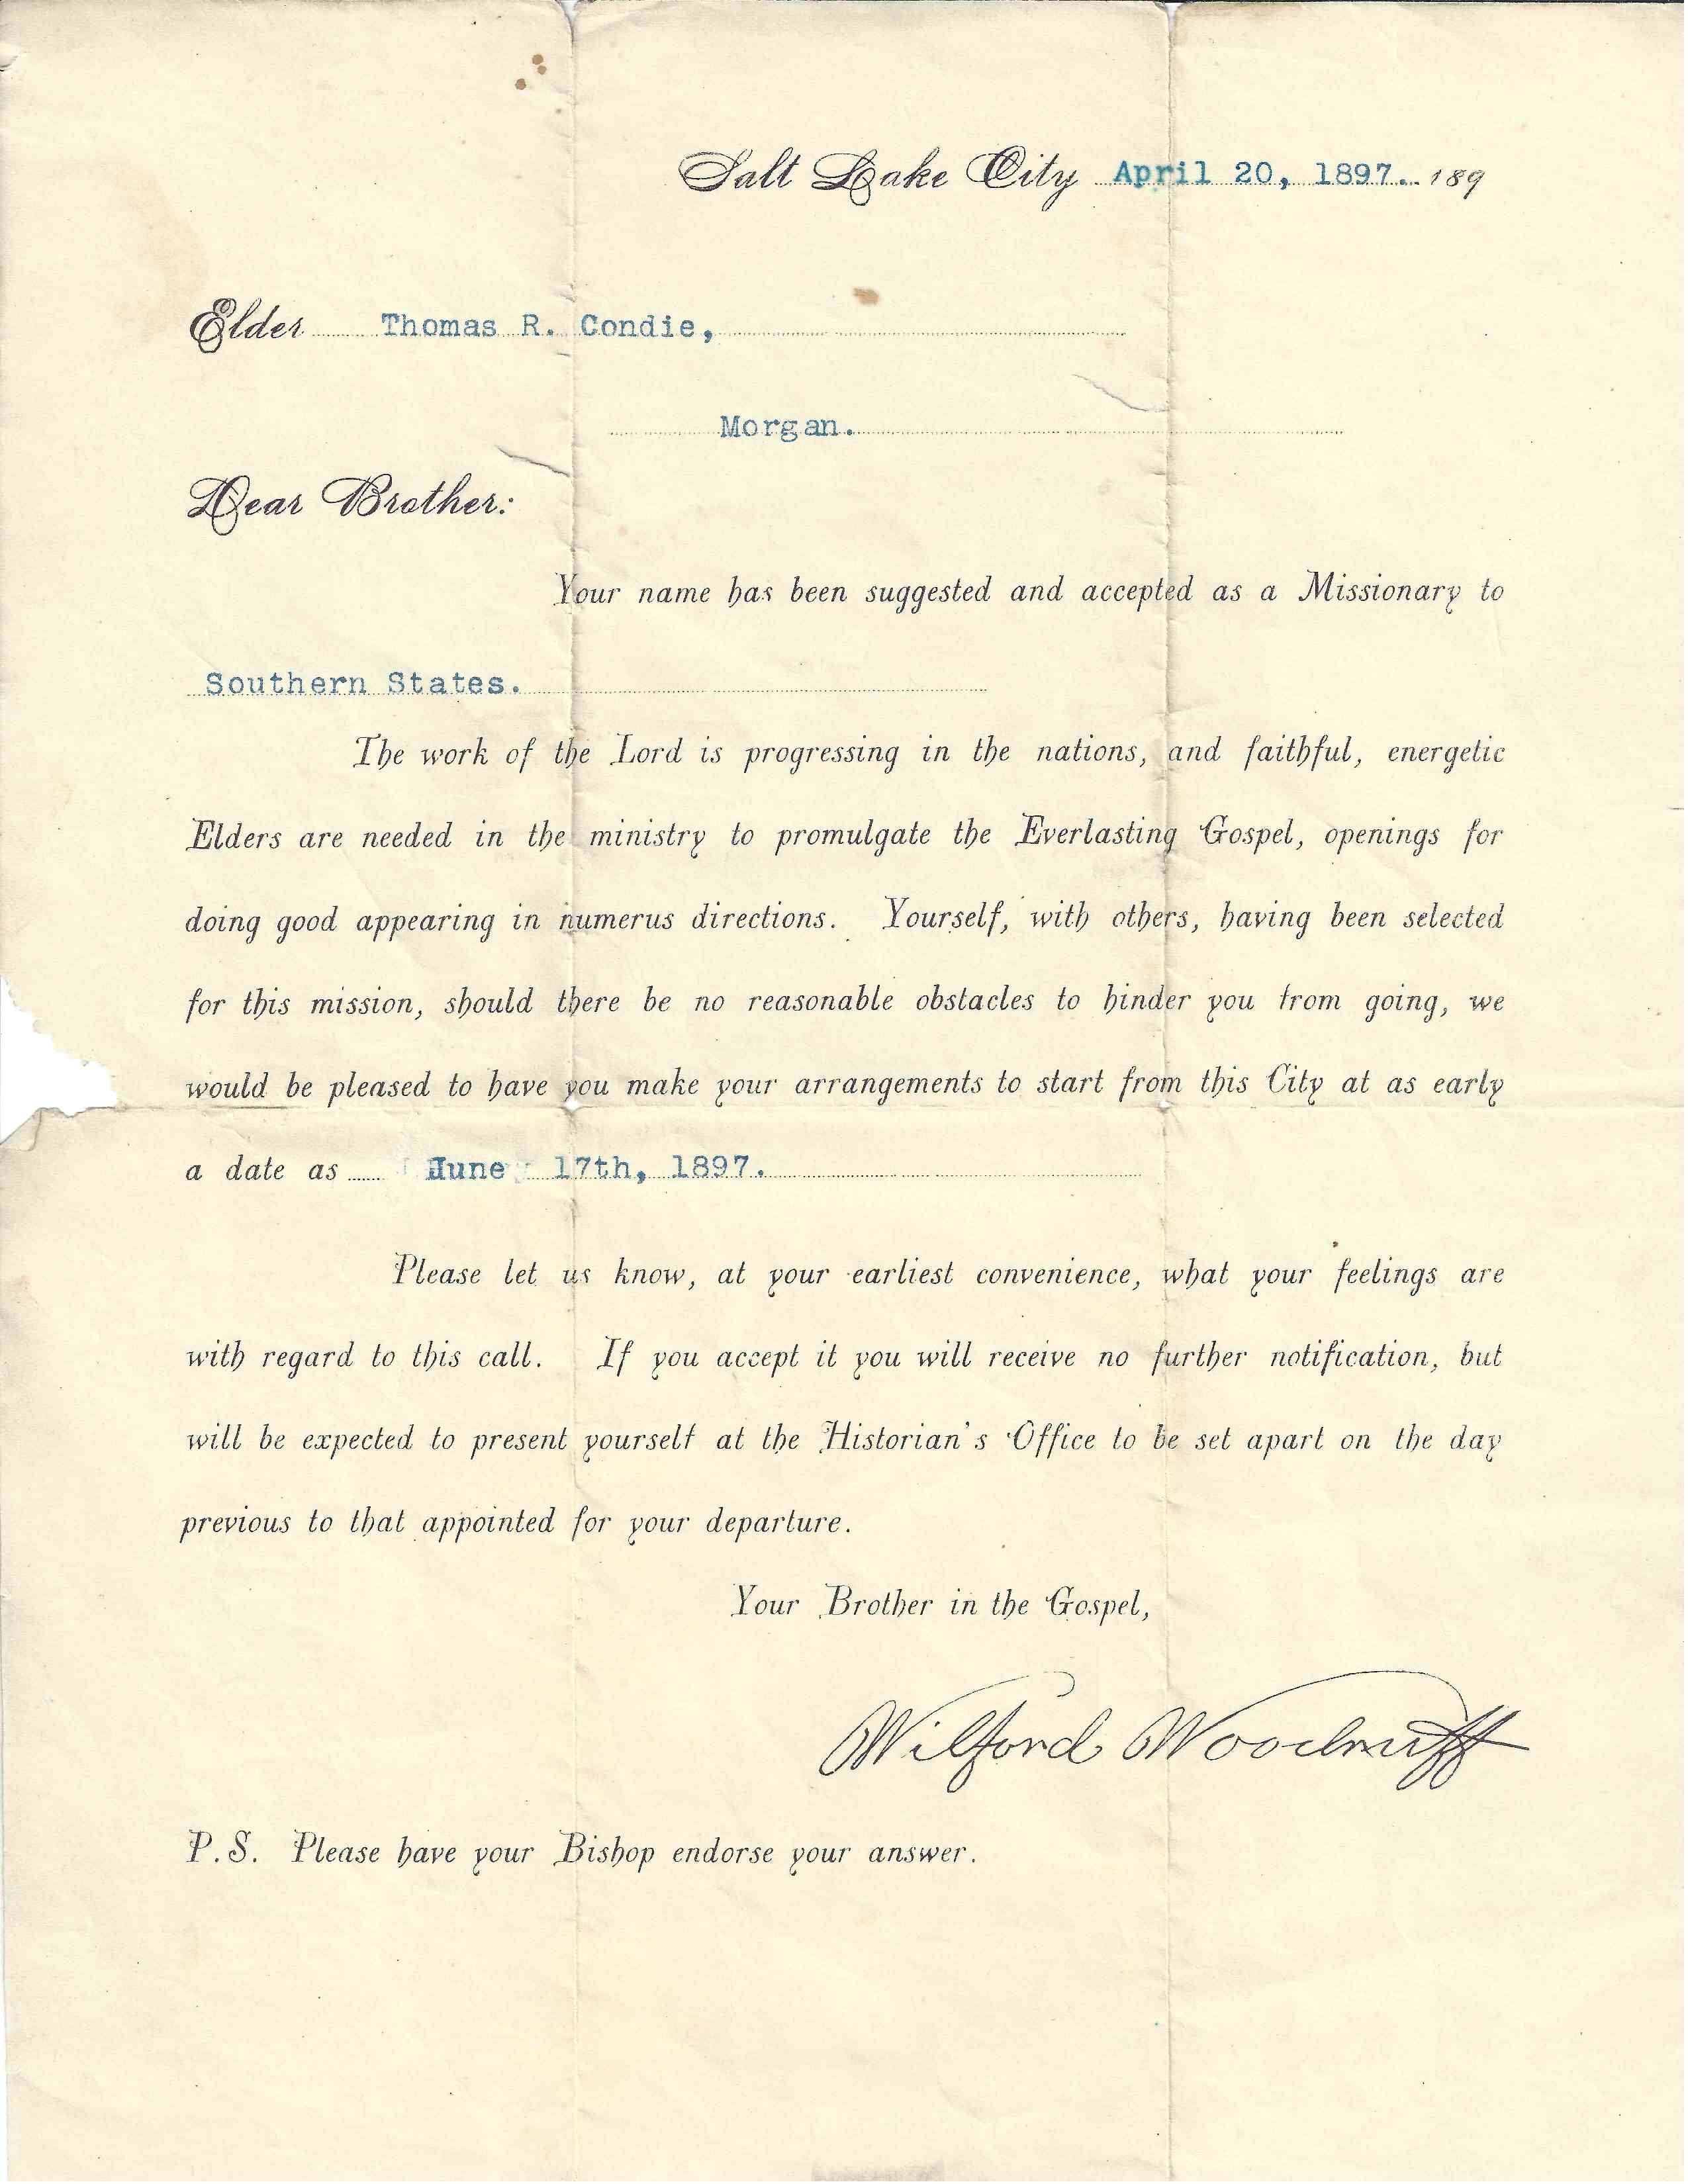 Salt Lake City April 20, 1897. 189
Elder Thomas R. Condie,
Morgan.
Dear Brother:
Your name has been suggested and accepted as a Missionary to
Southern States.
The work of the Lord is progressing in the nations, and faithful, energetic
Elders are needed in the ministry to promulgate the Everlasting Gospel, openings for
doing good appearing in numerus directions. Yourself, with others, having been selected
for this mission, should there be no reasonable obstacles to hinder you from going, we
would be pleased to have you make your arrangements to start from this City at as early
a date as June 17th, 1897.
Please let us know, at your earliest convenience, what your feelings are
with regard to this call. If you accept it you will receive no further notification, but
will be expected to present yourself at the Historian's Office to be set apart on the day
previous to that appointed for your departure.
Your Brother in the Gospel,
Wilford Woodruff
P.S. Please have your Bishop endorse your answer.